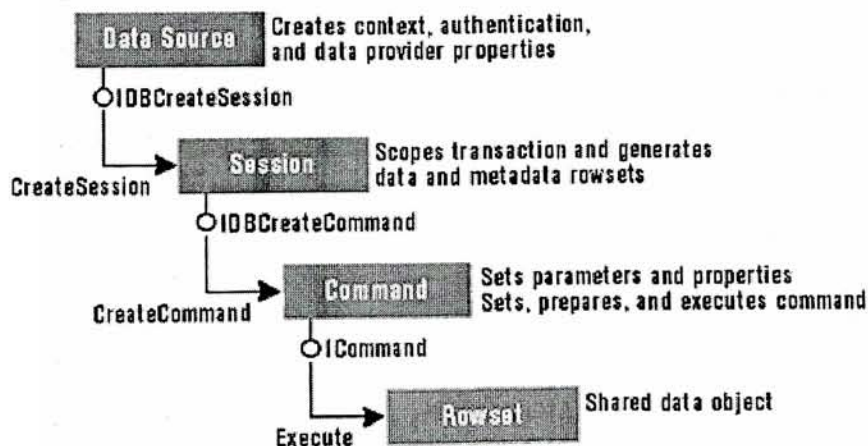 Data Source
Creates context, authentication,
and data provider properties
IDBCreateSession
Session
Scopes transaction and generates
data and metadata rowsets
CreateSession
IDBCreateCommand
Command
Sets parameters and properties
Sets, prepares, and executes command
CreateCommand
ICommand
Rowset
Shared data object
Execute